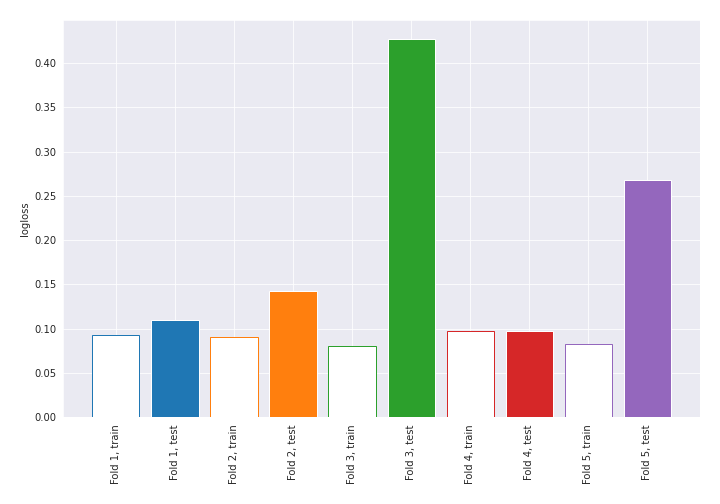 0.40
0.35
0.30
0.25
0.20
0.15
0.10
0.05
0.00
logloss
Fold 1, train
Fold 1, test
Fold 2, train
Fold 2, test
Fold 3, train
Fold 3, test
Fold 4, train
Fold 4, test
Fold 5, train
Fold 5, test